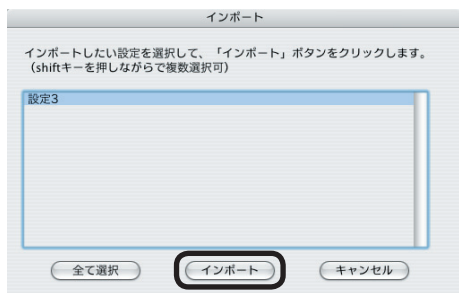 インポート
インポートしたい設定を選択して、「インポート」ボタンをクリックします。
（shiftキーを押しながらで複数選択可）
設定3
全て選択
インポート
キャンセル